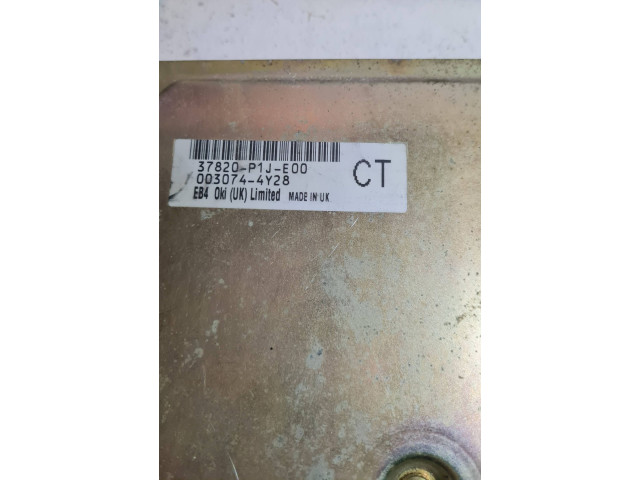 37820-P1J-E00
003074-4Y28
EB4 Oki (UK) Limited MADE IN UK
CT